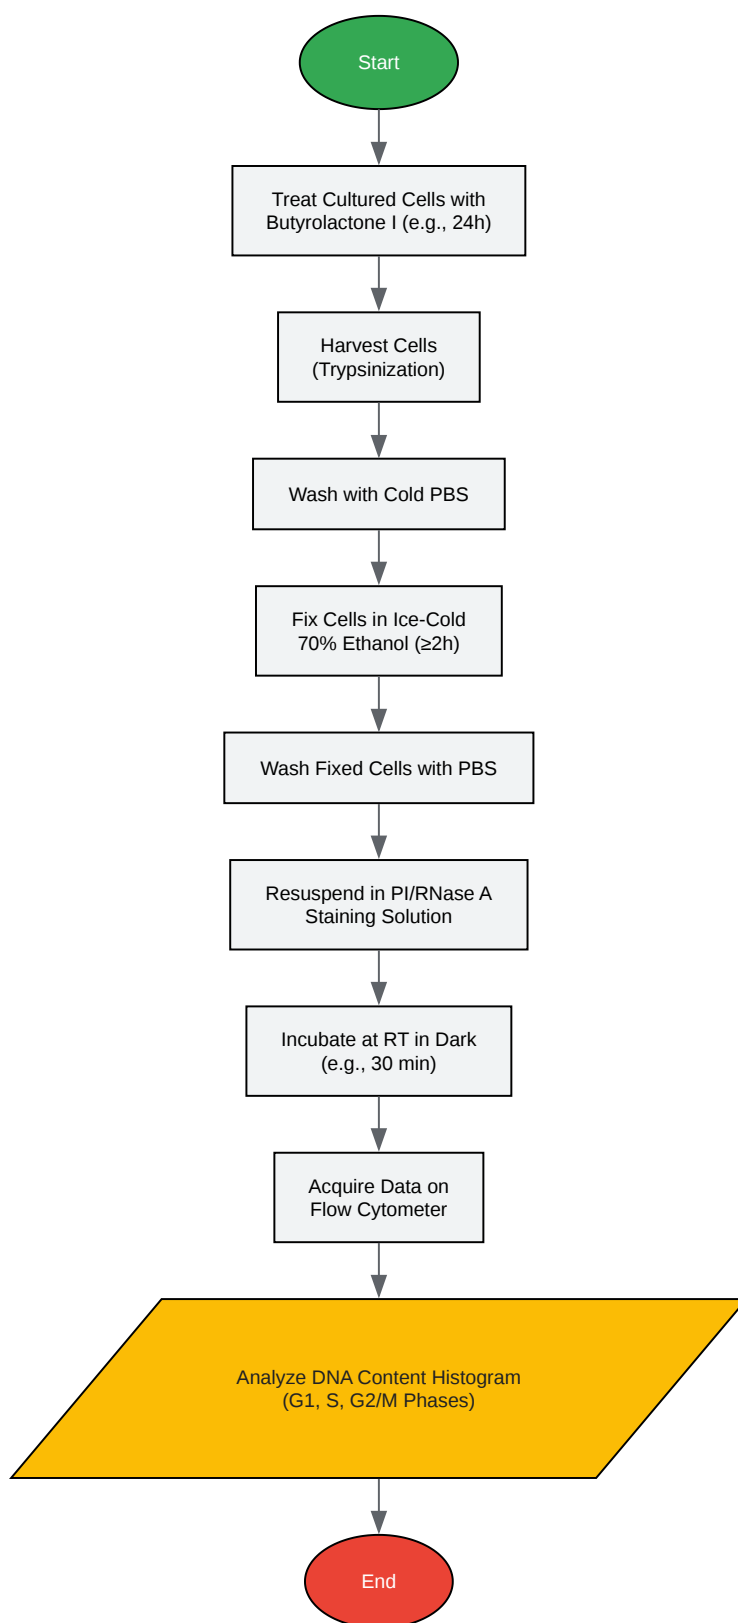 Start
Treat Cultured Cells with
Butyrolactone I (e.g., 24h)
Harvest Cells
(Trypsinization)
Wash with Cold PBS
Fix Cells in Ice-Cold
70% Ethanol (≥2h)
Wash Fixed Cells with PBS
Resuspend in PI/RNase A
Staining Solution
Incubate at RT in Dark
(e.g., 30 min)
Acquire Data on
Flow Cytometer
Analyze DNA Content Histogram
(G1, S, G2/M Phases)
End